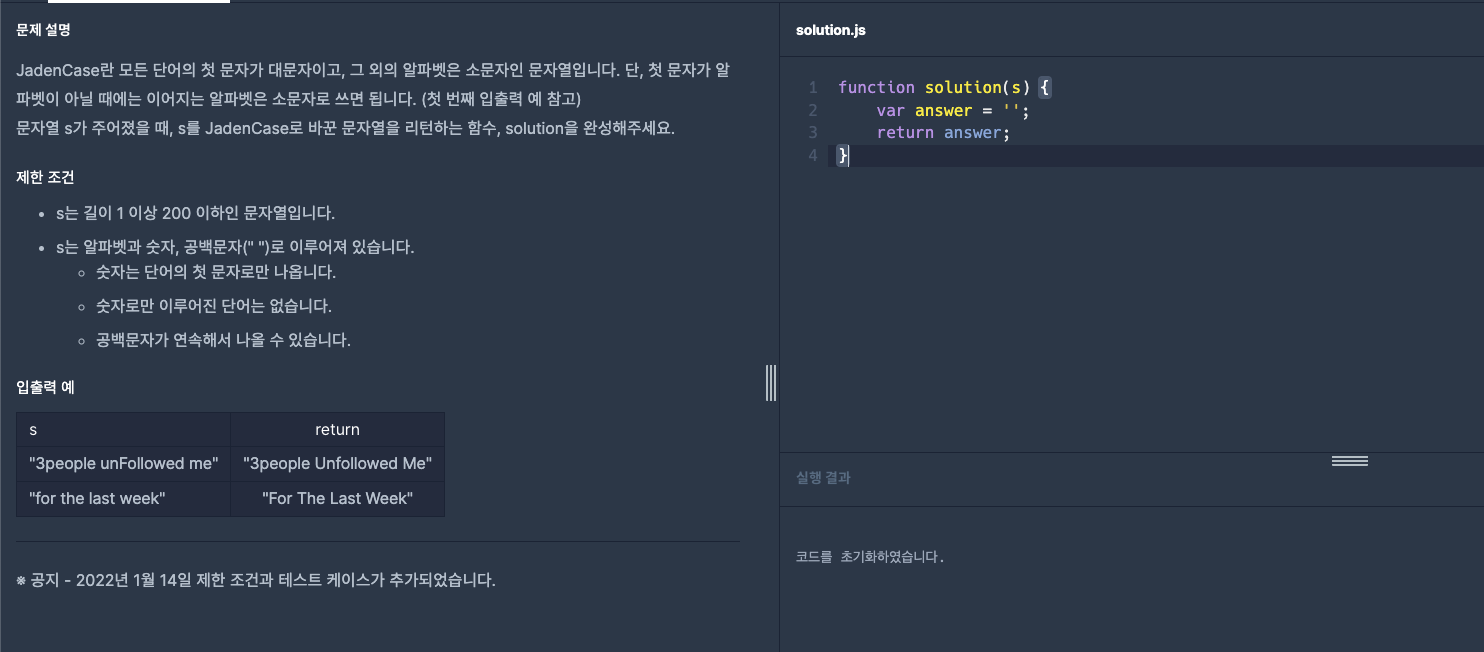 문제 설명
JadenCase란 모든 단어의 첫 문자가 대문자이고, 그 외의 알파벳은 소문자인 문자열입니다. 단, 첫 문자가 알
파벳이 아닐 때에는 이어지는 알파벳은 소문자로 쓰면 됩니다. (첫 번째 입출력 예 참고)
문자열 s가 주어졌을 때, s를 JadenCase로 바꾼 문자열을 리턴하는 함수, solution을 완성해주세요.
제한 조건
• s는 길이 1 이상 200 이하인 문자열입니다.
• s는 알파벳과 숫자, 공백문자(" ")로 이루어져 있습니다.
◦ 숫자는 단어의 첫 문자로만 나옵니다.
◦ 숫자로만 이루어진 단어는 없습니다.
◦ 공백문자가 연속해서 나올 수 있습니다.
입출력 예
s return
"3people unFollowed me" "3people Unfollowed Me"
"for the last week" "For The Last Week"
※ 공지 - 2022년 1월 14일 제한 조건과 테스트 케이스가 추가되었습니다.
solution.js
1 function solution(s) {
2     var answer = '';
3     return answer;
4 }
실행 결과
코드를 초기화하였습니다.